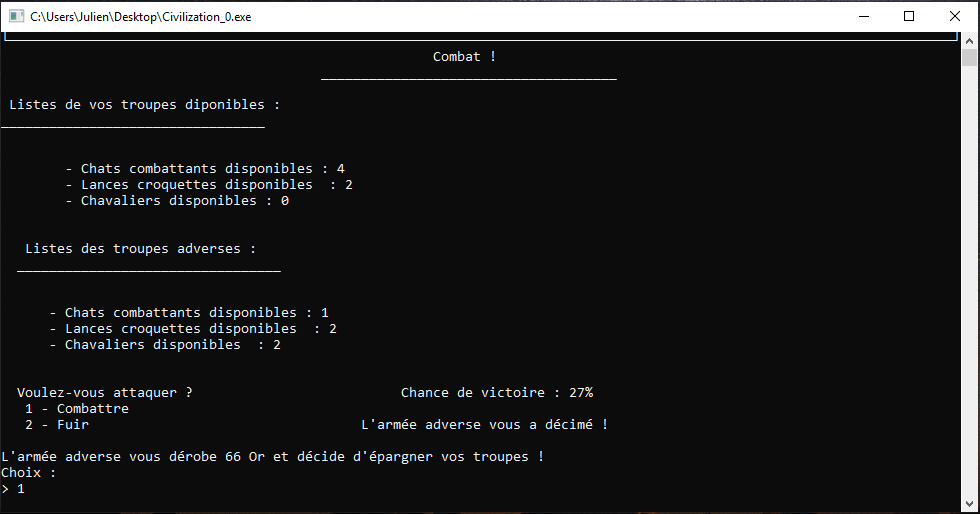 C:\Users\Julien\Desktop\Civilization_0.exe
Combat !
Listes de vos troupes diponibles :
- Chats combattants disponibles : 4
- Lances croquettes disponibles  : 2
- Chavaliers disponibles : 0
Listes des troupes adverses :
- Chats combattants disponibles : 1
- Lances croquettes disponibles  : 2
- Chavaliers disponibles  : 2
Voulez-vous attaquer ? Chance de victoire : 27%
1 - Combattre
2 - Fuir L'armée adverse vous a décimé !
L'armée adverse vous dérobe 66 Or et décide d'épargner vos troupes !
Choix :
> 1